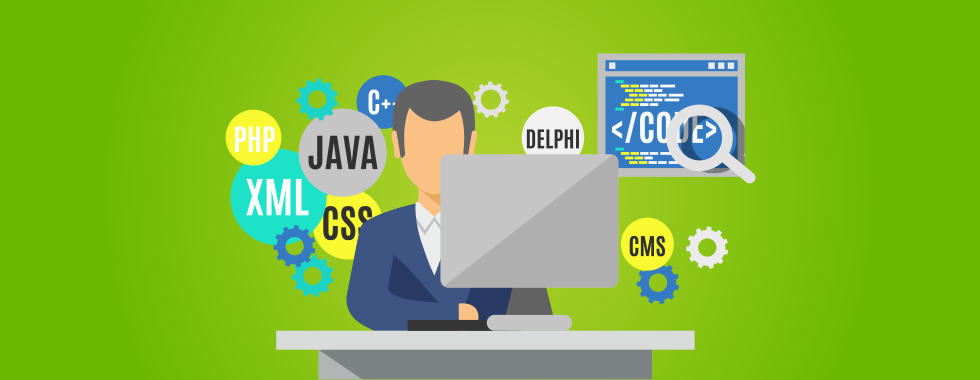 C++
PHP
JAVA
XML
CSS
DELPHI
</CODE>
CMS